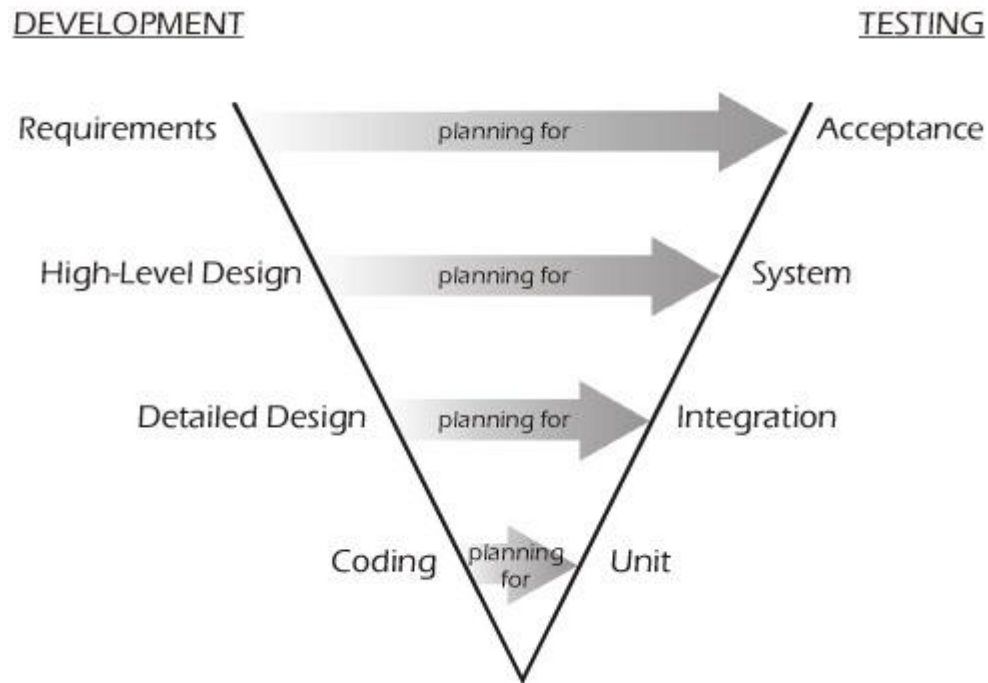 DEVELOPMENT TESTING
Requirements planning for Acceptance
High-Level Design planning for System
Detailed Design planning for Integration
Coding planning for Unit